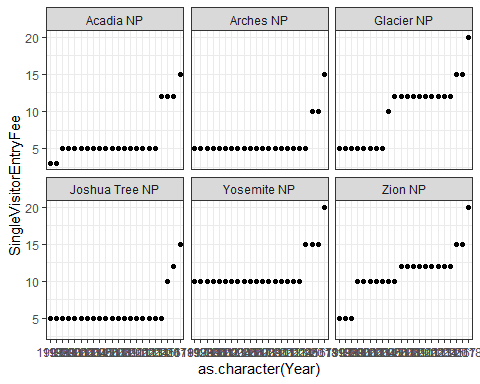 Acadia NP
Arches NP
Glacier NP
20
15
10
5
Joshua Tree NP
Yosemite NP
Zion NP
20
15
10
5
SingleVisitorEntryFee
as.character(Year)